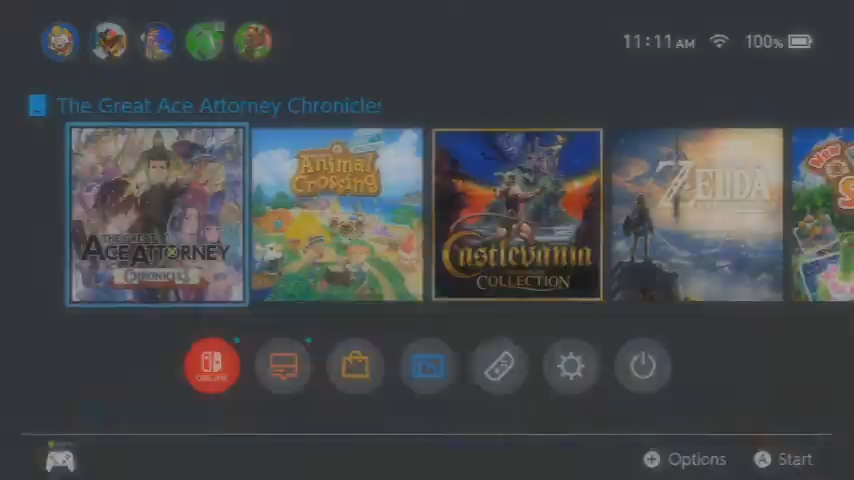 11:11 AM 100%
The Great Ace Attorney Chronicles
THE GREAT
ACE ATTORNEY
CHRONICLES
Animal
Crossing
Castlevania
COLLECTION
ZELDA
New
S
ONLINE
Options
A Start